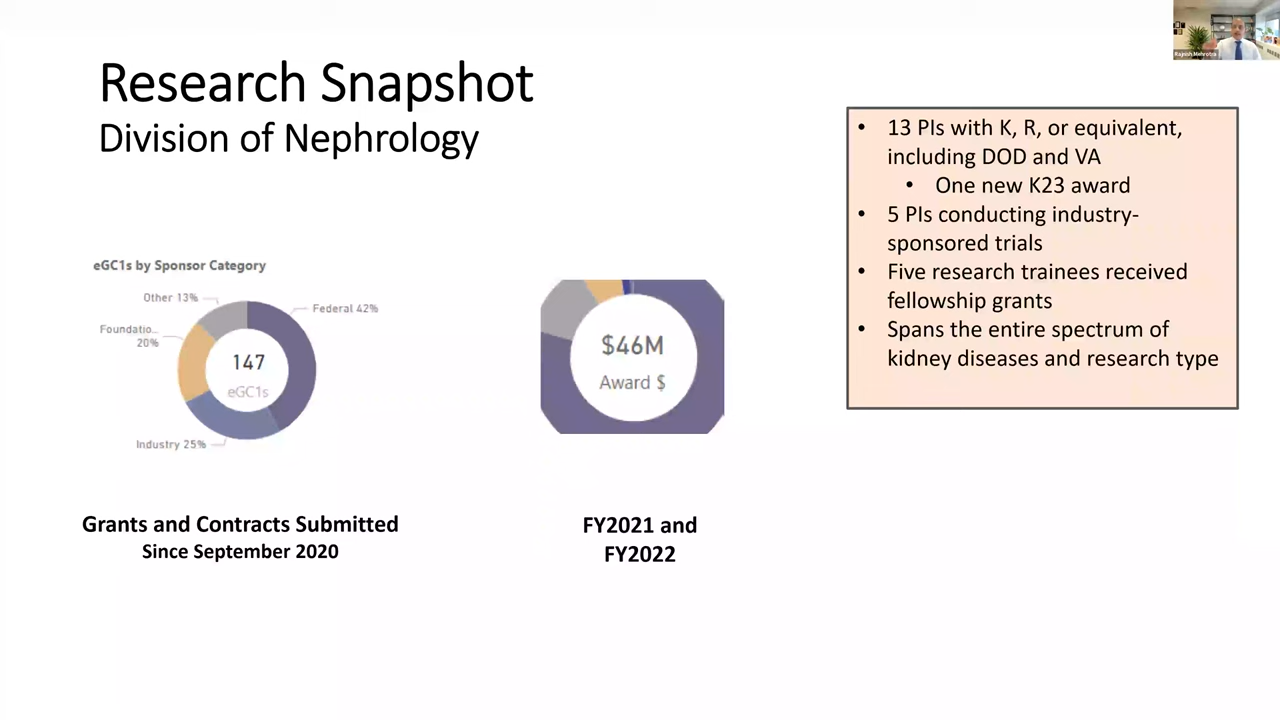 Rajnish Mehrotra
Research Snapshot
Division of Nephrology
• 13 PIs with K, R, or equivalent,
including DOD and VA
• One new K23 award
• 5 PIs conducting industry-
sponsored trials
• Five research trainees received
fellowship grants
• Spans the entire spectrum of
kidney diseases and research type
eGC1s by Sponsor Category
Other 13%
Federal 42%
Foundatio...
20%
147
eGC1s
Industry 25%
$46M
Award $
Grants and Contracts Submitted
Since September 2020
FY2021 and
FY2022